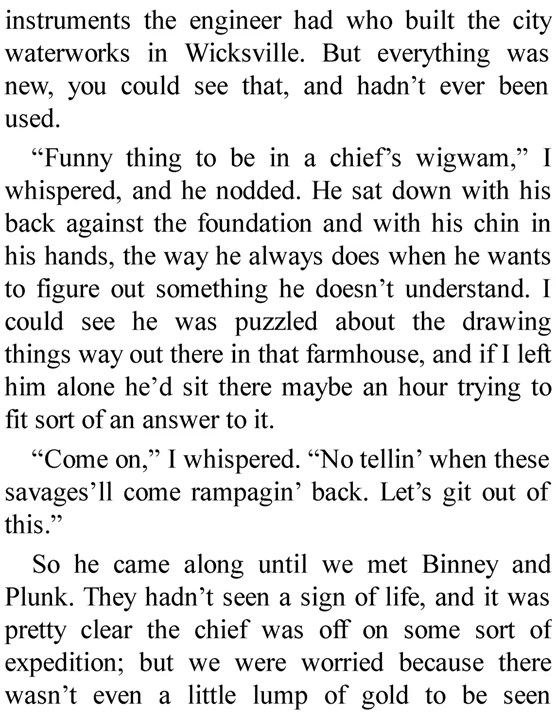 instruments the engineer had who built the city
waterworks in Wicksville. But everything was
new, you could see that, and hadn’t ever been
used.
“Funny thing to be in a chief’s wigwam,” I
whispered, and he nodded. He sat down with his
back against the foundation and with his chin in
his hands, the way he always does when he wants
to figure out something he doesn’t understand. I
could see he was puzzled about the drawing
things way out there in that farmhouse, and if I left
him alone he’d sit there maybe an hour trying to
fit sort of an answer to it.
“Come on,” I whispered. “No tellin’ when these
savages’ll come rampagin’ back. Let’s git out of
this.”
So he came along until we met Binney and
Plunk. They hadn’t seen a sign of life, and it was
pretty clear the chief was off on some sort of
expedition; but we were worried because there
wasn’t even a little lump of gold to be seen